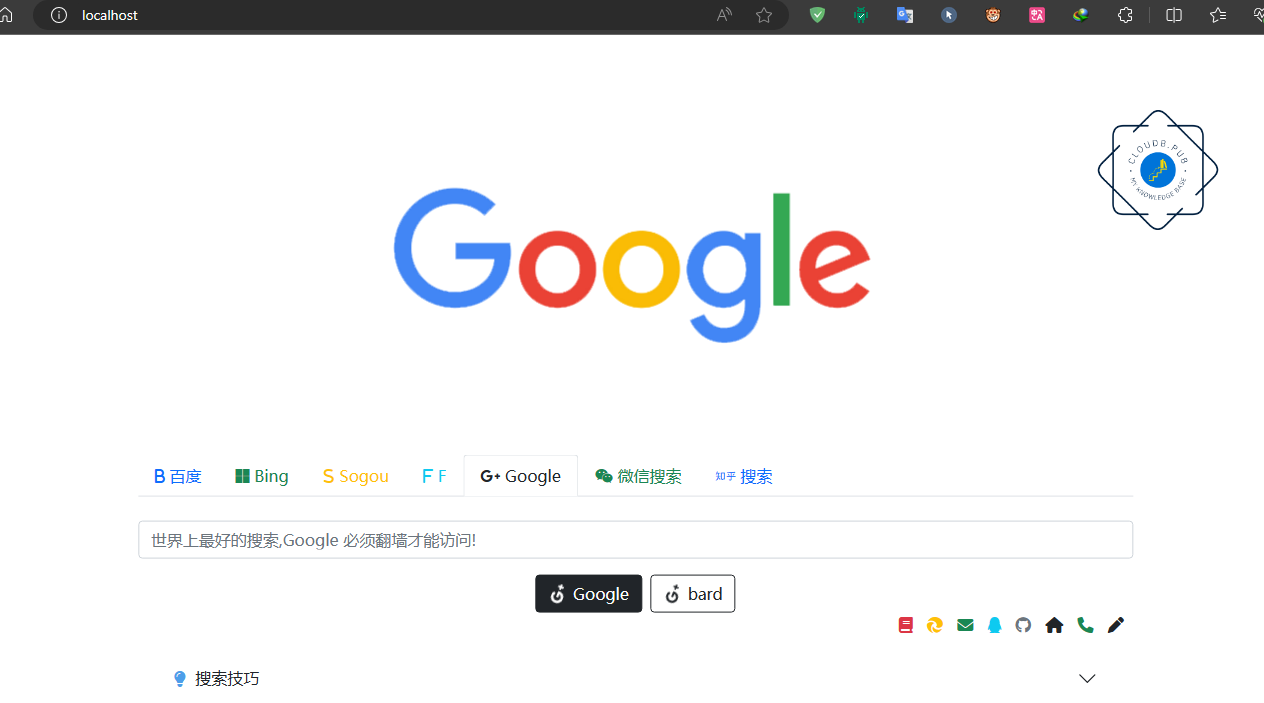 localhost
CLOUDB.PUB
MY KNOWLEDGE BASE
Google
B 百度 Bing S Sogou F F G+ Google 微信搜索 知乎 搜索
世界上最好的搜索,Google 必须翻墙才能访问!
Google bard
搜索技巧